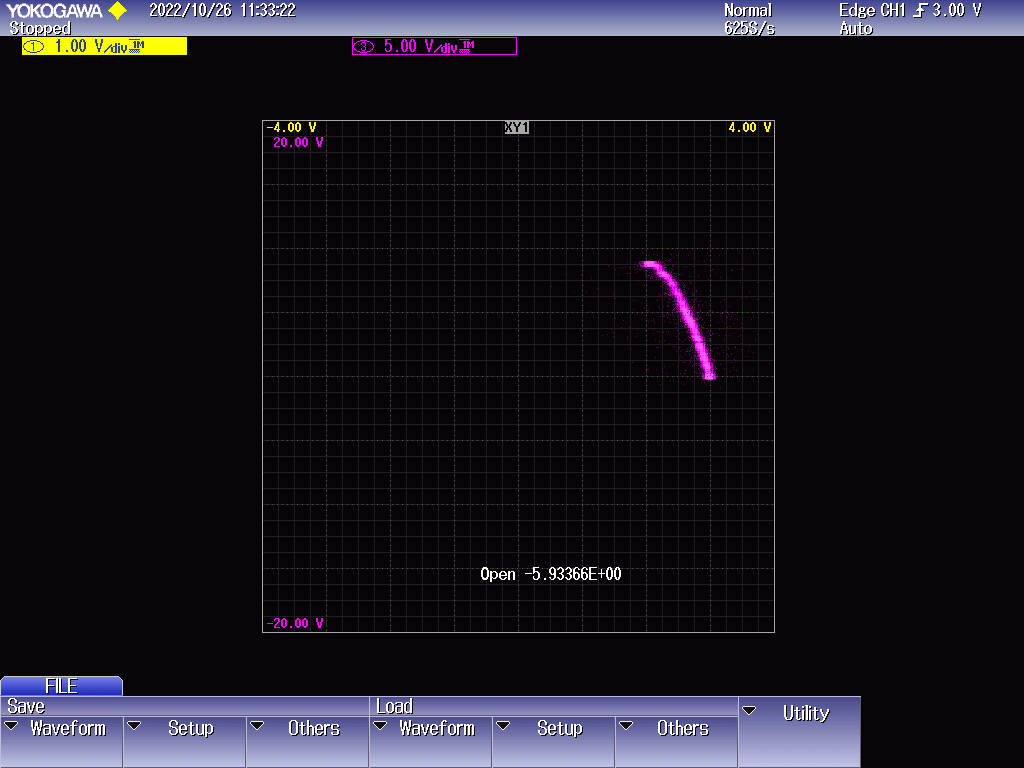 YOKOGAWA 2022/10/26 11:33:22 Normal Edge CH1 3.00 V
Stopped 625S/s Auto
1 1.00 V/div 1M 3 5.00 V/div 1M
-4.00 V XY1 4.00 V
20.00 V
Open -5.93366E+00
-20.00 V
FILE
Save Load
Waveform Setup Others Waveform Setup Others Utility